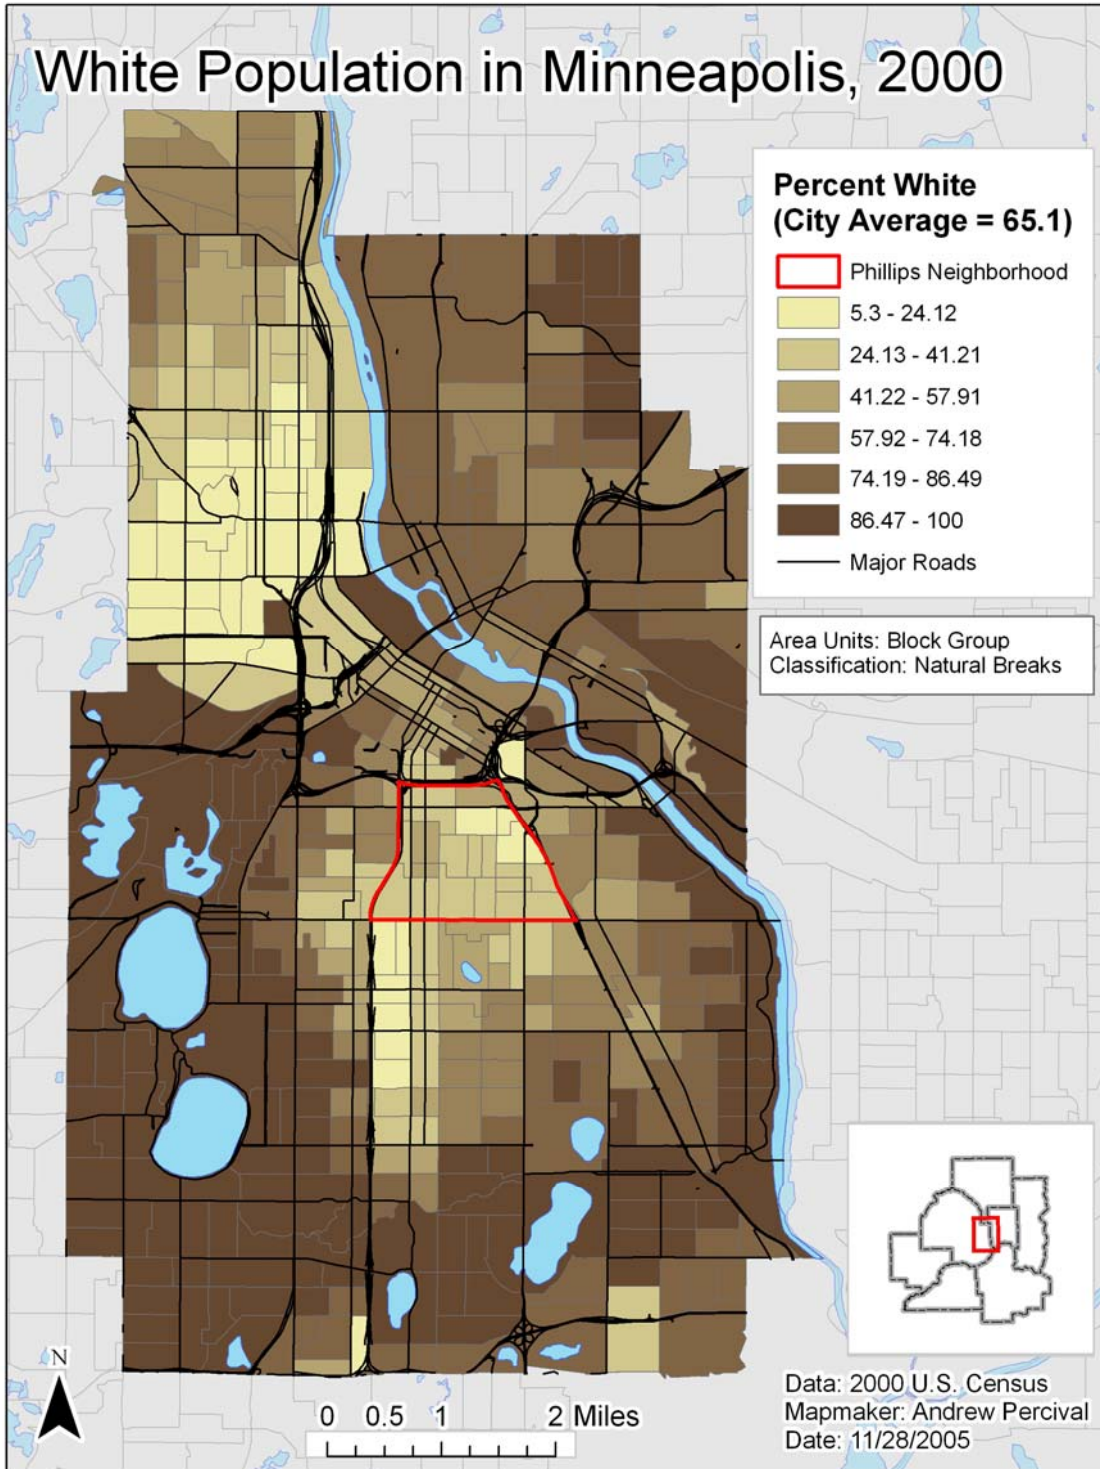 White Population in Minneapolis, 2000
Percent White
(City Average = 65.1)
Phillips Neighborhood
5.3 - 24.12
24.13 - 41.21
41.22 - 57.91
57.92 - 74.18
74.19 - 86.49
86.47 - 100
Major Roads
Area Units: Block Group
Classification: Natural Breaks
N
0 0.5 1 2 Miles
Data: 2000 U.S. Census
Mapmaker: Andrew Percival
Date: 11/28/2005